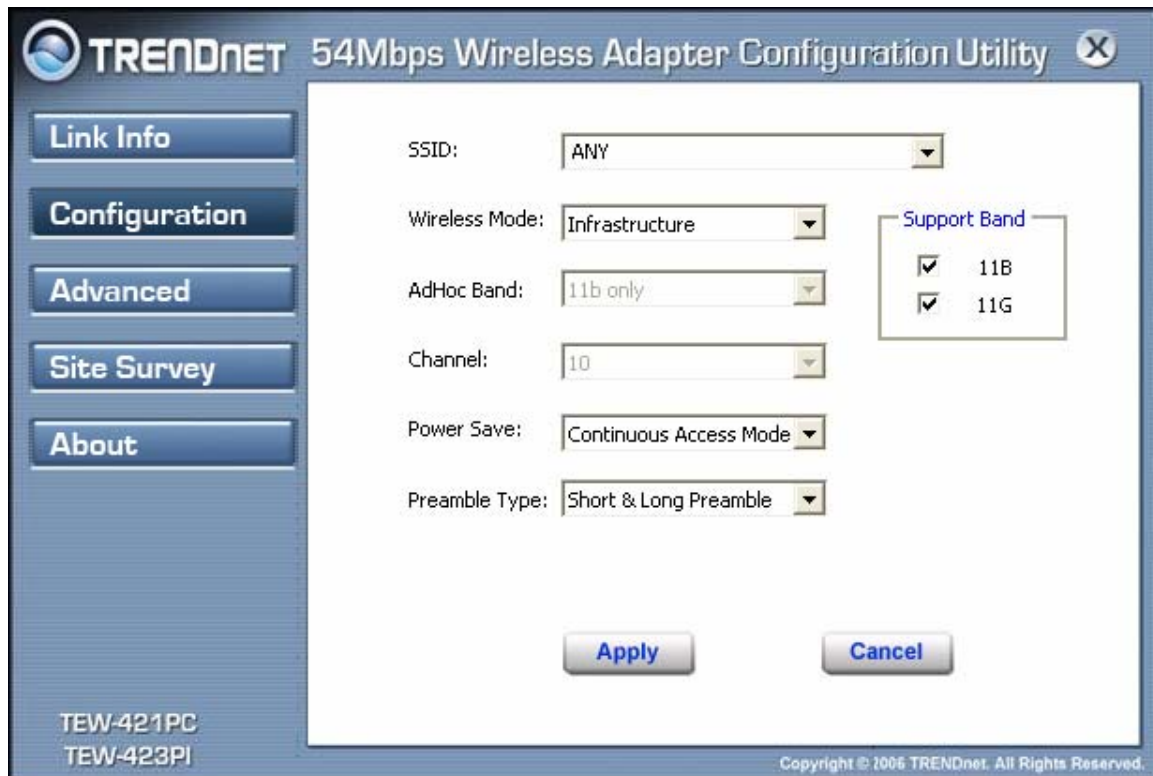 TRENDnet 54Mbps Wireless Adapter Configuration Utility X
Link Info
Configuration
Advanced
Site Survey
About
SSID: ANY
Wireless Mode: Infrastructure
AdHoc Band: 11b only
Channel: 10
Power Save: Continuous Access Mode
Preamble Type: Short & Long Preamble
Support Band
11B
11G
Apply Cancel
TEW-421PC
TEW-423PI
Copyright © 2006 TRENDnet. All Rights Reserved.